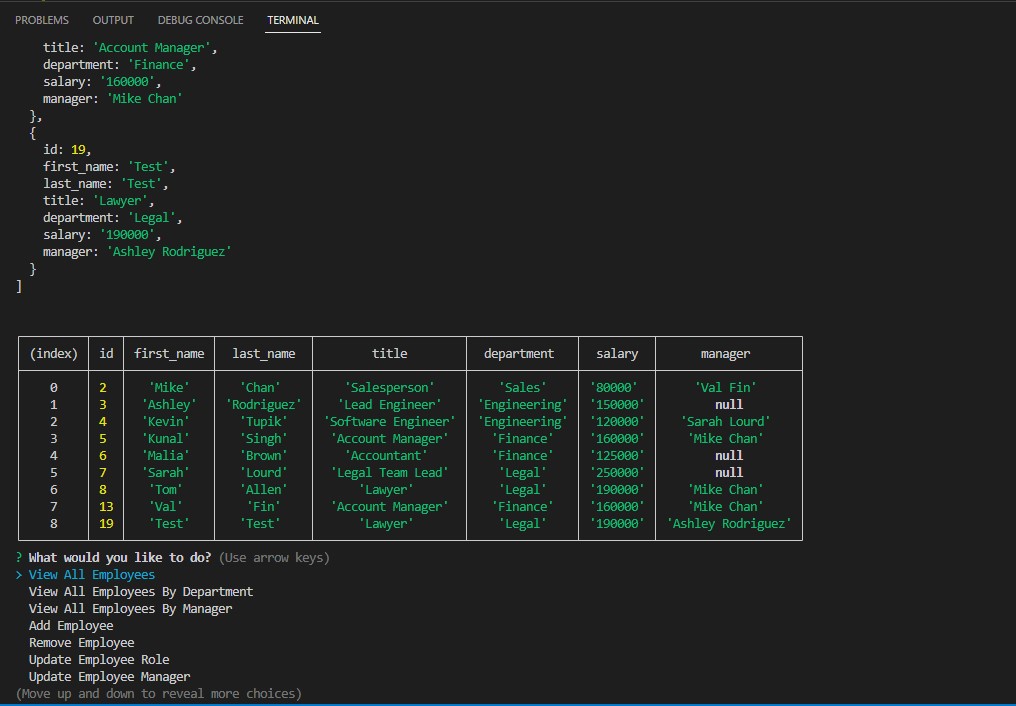 PROBLEMS OUTPUT DEBUG CONSOLE TERMINAL
title: 'Account Manager',
department: 'Finance',
salary: '160000',
manager: 'Mike Chan'
},
{
id: 19,
first_name: 'Test',
last_name: 'Test',
title: 'Lawyer',
department: 'Legal',
salary: '190000',
manager: 'Ashley Rodriguez'
}
]
(index) id first_name last_name title department salary manager
0 2 'Mike' 'Chan' 'Salesperson' 'Sales' '80000' 'Val Fin'
1 3 'Ashley' 'Rodriguez' 'Lead Engineer' 'Engineering' '150000' null
2 4 'Kevin' 'Tupik' 'Software Engineer' 'Engineering' '120000' 'Sarah Lourd'
3 5 'Kunal' 'Singh' 'Account Manager' 'Finance' '160000' 'Mike Chan'
4 6 'Malia' 'Brown' 'Accountant' 'Finance' '125000' null
5 7 'Sarah' 'Lourd' 'Legal Team Lead' 'Legal' '250000' null
6 8 'Tom' 'Allen' 'Lawyer' 'Legal' '190000' 'Mike Chan'
7 13 'Val' 'Fin' 'Account Manager' 'Finance' '160000' 'Mike Chan'
8 19 'Test' 'Test' 'Lawyer' 'Legal' '190000' 'Ashley Rodriguez'
? What would you like to do? (Use arrow keys)
> View All Employees
View All Employees By Department
View All Employees By Manager
Add Employee
Remove Employee
Update Employee Role
Update Employee Manager
(Move up and down to reveal more choices)